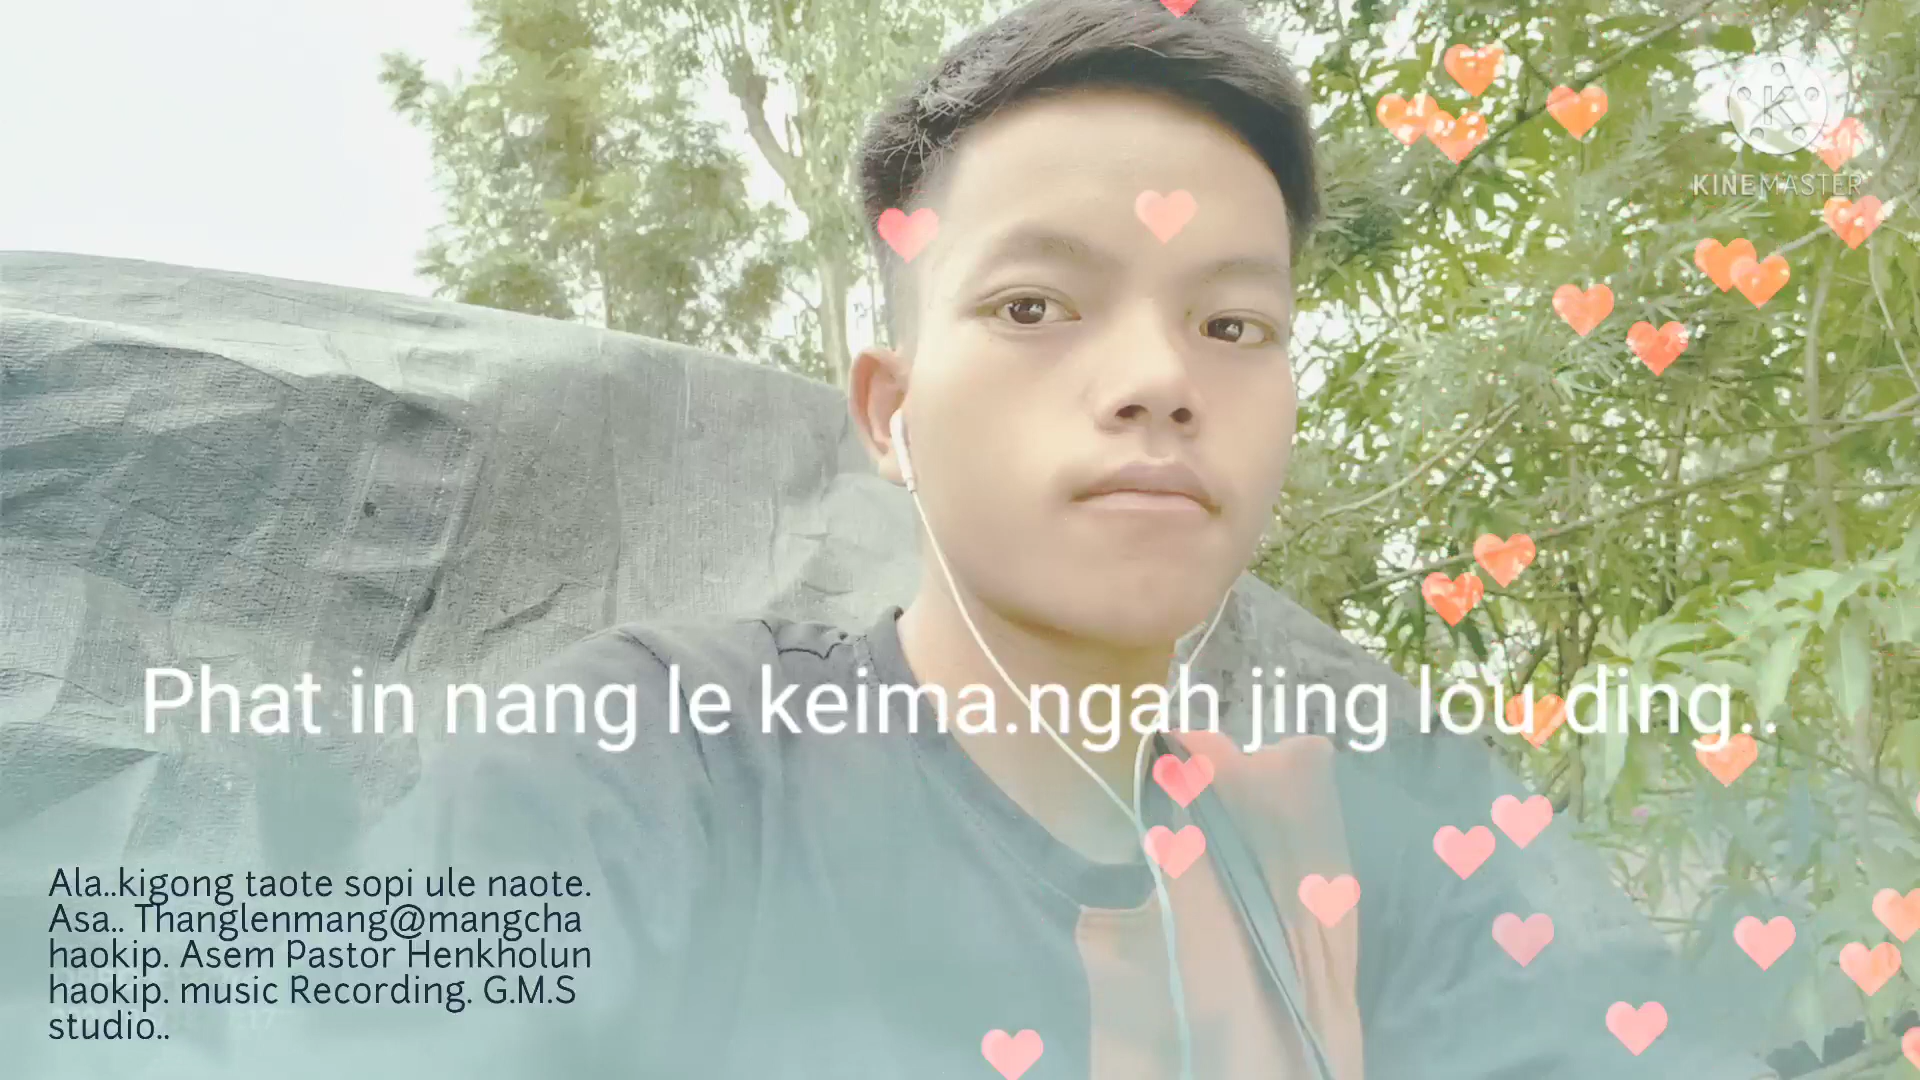 KINEMASTER
Phat in nang le keima.ngah jing lou ding..
Ala..kigong taote sopi ule naote.
Asa.. Thanglenmang@mangcha
haokip. Asem Pastor Henkholun
haokip. music Recording. G.M.S
studio..